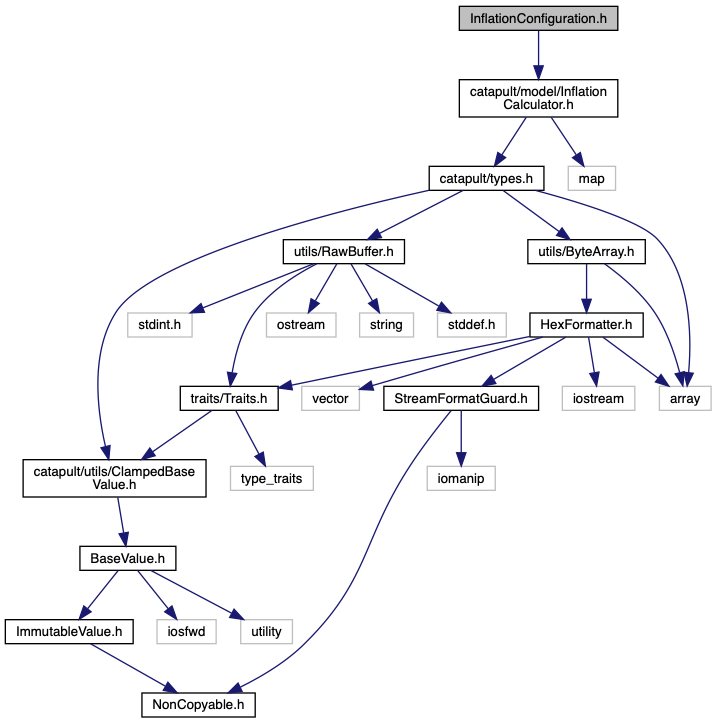 InflationConfiguration.h
catapult/model/Inflation
Calculator.h
catapult/types.h
map
utils/RawBuffer.h
utils/ByteArray.h
stdint.h
ostream
string
stddef.h
HexFormatter.h
traits/Traits.h
vector
StreamFormatGuard.h
iostream
array
catapult/utils/ClampedBase
Value.h
type_traits
iomanip
BaseValue.h
ImmutableValue.h
iosfwd
utility
NonCopyable.h